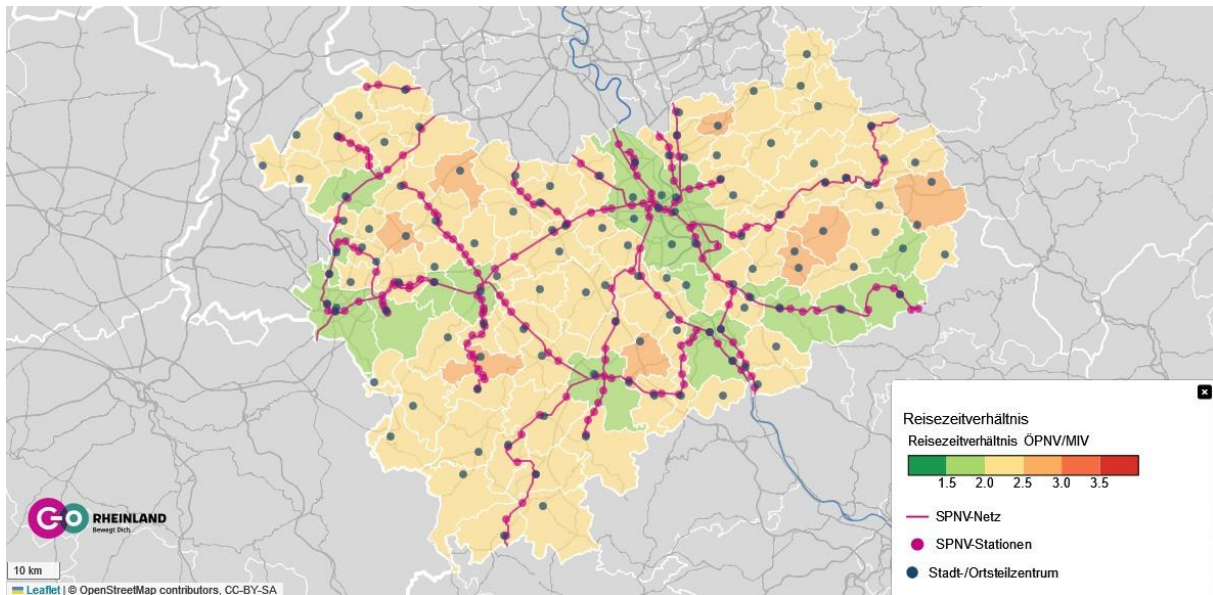 Reisezeitverhältnis
Reisezeitverhältnis ÖPNV/MIV
1.5 2.0 2.5 3.0 3.5
SPNV-Netz
SPNV-Stationen
Stadt-/Ortsteilzentrum
GO RHEINLAND
Bewegt Dich.
10 km
Leaflet | © OpenStreetMap contributors, CC-BY-SA